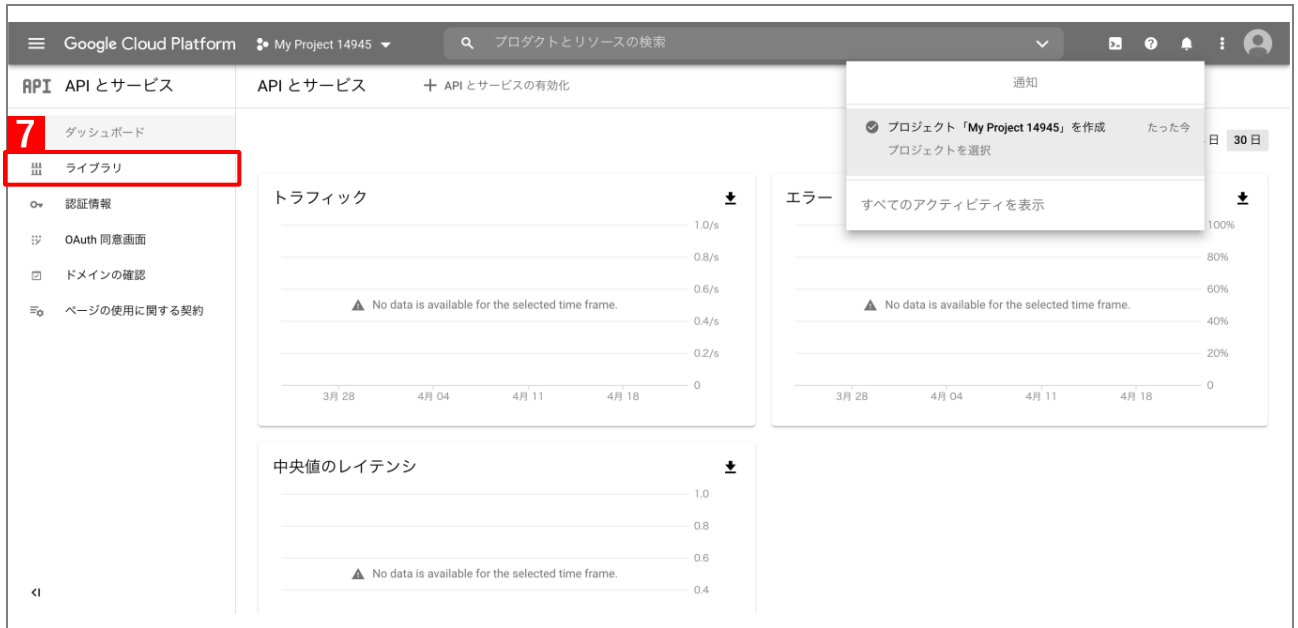 Google Cloud Platform
My Project 14945
プロダクトとリソースの検索
API API とサービス
API とサービス
+ API とサービスの有効化
通知
プロジェクト「My Project 14945」を作成
たった今
プロジェクトを選択
すべてのアクティビティを表示
日
30 日
7
ダッシュボード
ライブラリ
認証情報
OAuth 同意画面
ドメインの確認
ページの使用に関する契約
トラフィック
1.0/s
0.8/s
0.6/s
No data is available for the selected time frame.
0.4/s
0.2/s
0
3月 28 4月 04 4月 11 4月 18
エラー
100%
80%
60%
No data is available for the selected time frame.
40%
20%
0
3月 28 4月 04 4月 11 4月 18
中央値のレイテンシ
1.0
0.8
0.6
No data is available for the selected time frame.
0.4